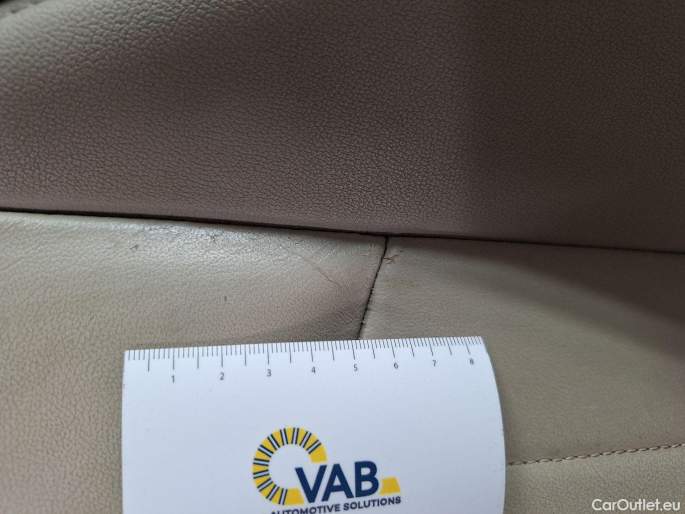 1 2 3 4 5 6 7 8
VAB
AUTOMOTIVE SOLUTIONS
CarOutlet.eu